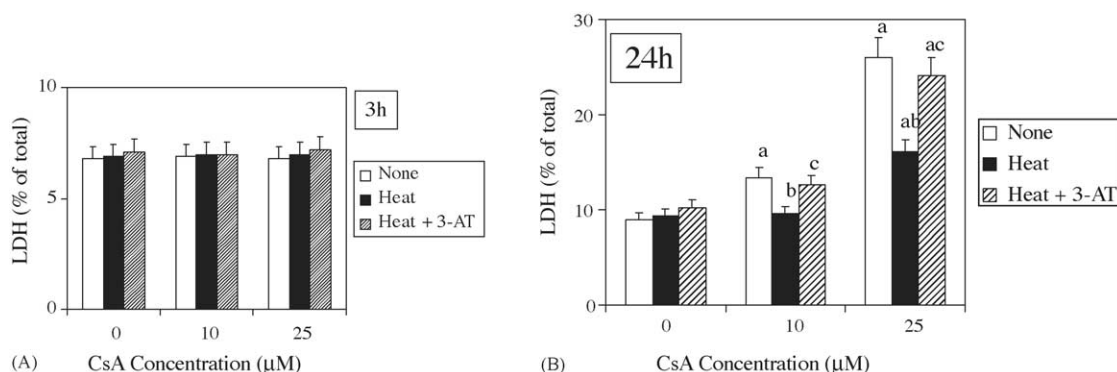 10
5
0
LDH (% of total)
3h
None
Heat
Heat + 3-AT
0 10 25
(A) CsA Concentration (µM)
30
20
10
0
LDH (% of total)
24h
a
b
c
a
ab
ac
None
Heat
Heat + 3-AT
0 10 25
(B) CsA Concentration (µM)